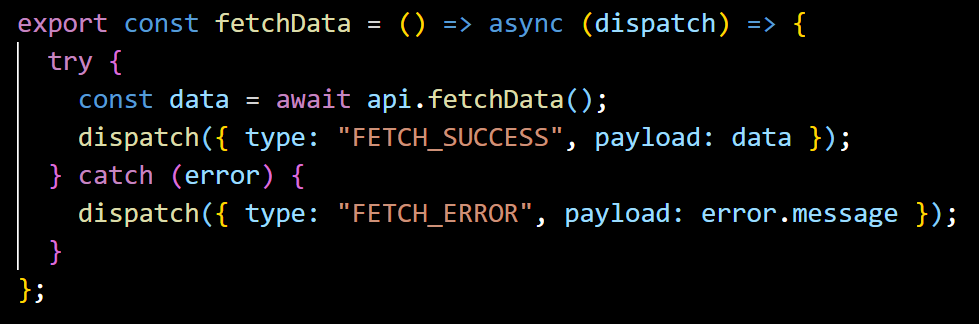 export const fetchData = () => async (dispatch) => {
  try {
    const data = await api.fetchData();
    dispatch({ type: "FETCH_SUCCESS", payload: data });
  } catch (error) {
    dispatch({ type: "FETCH_ERROR", payload: error.message });
  }
};